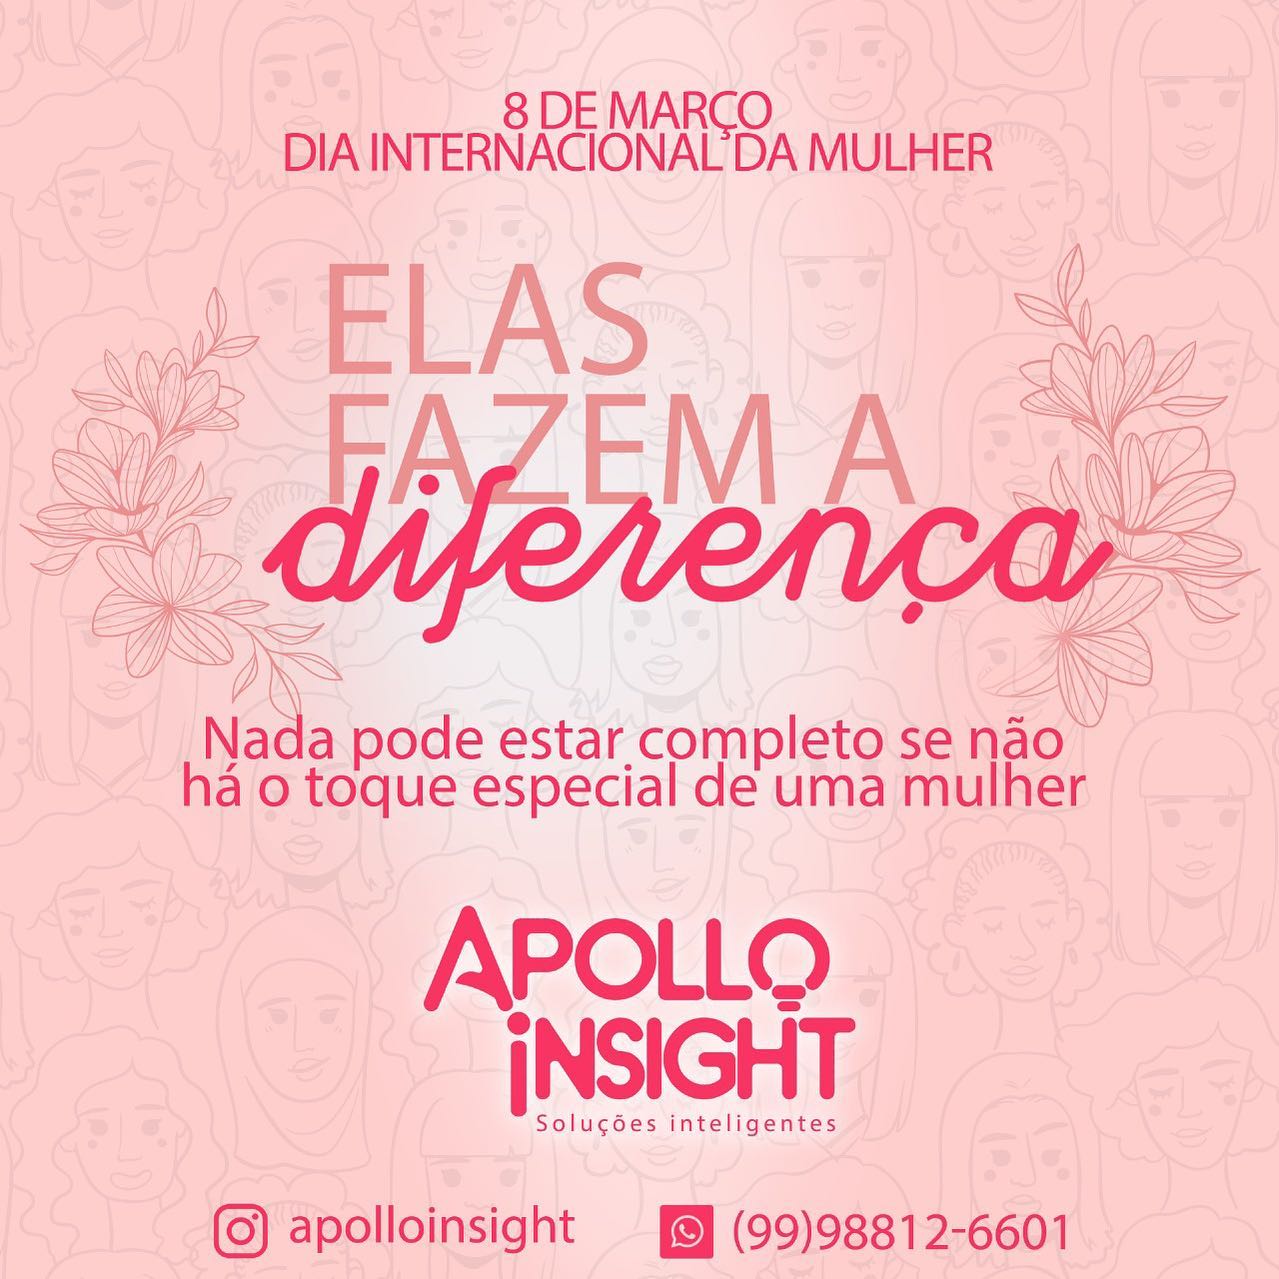 8 DE MARÇO
DIA INTERNACIONAL DA MULHER
ELAS
FAZEM A
diferença
Nada pode estar completo se não
há o toque especial de uma mulher
APOLLO
iNSIGHT
Soluções inteligentes
apolloinsight
(99)98812-6601